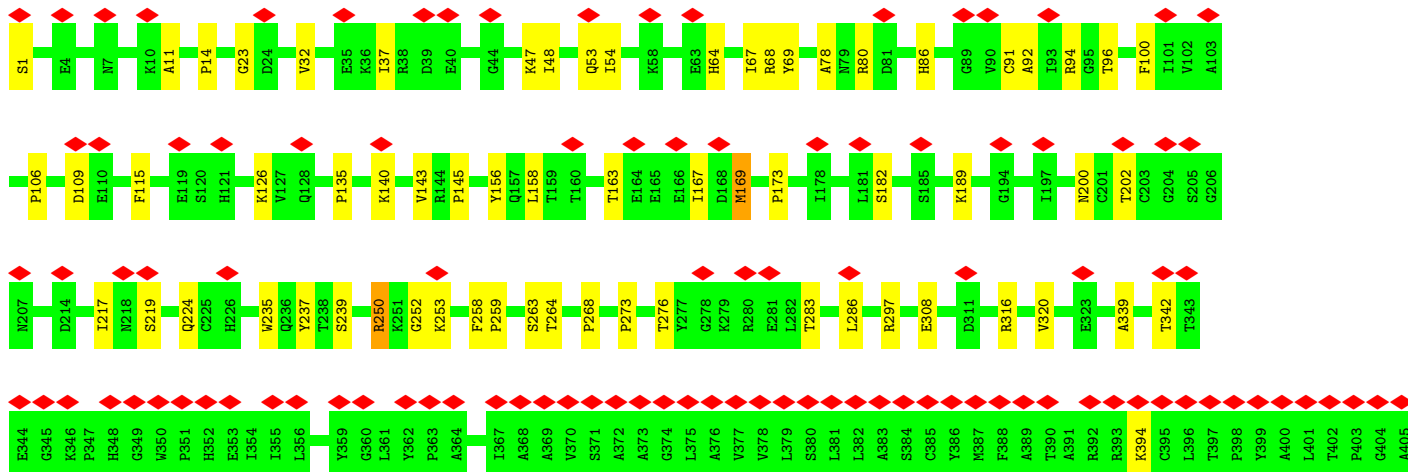 S1 E4 N7 K10 A11 P14 G23 D24 V32 E35 K36 I37 R38 D39 E40 G44 K47 I48 Q53 I54 K58 E63 H64 I67 R68 Y69 A78 N79 R80 D81 H86 G89 V90 C91 A92 I93 R94 G95 T96 F100 I101 V102 A103
P106 D109 E110 F115 E119 S120 H121 K126 V127 Q128 P135 K140 V143 R144 P145 Y156 Q157 L158 T159 T160 T163 E164 E165 E166 I167 D168 M169 P173 I178 L181 S182 S185 K189 G194 I197 N200 C201 T202 C203 G204 S205 G206
N207 D214 I217 N218 S219 Q224 C225 H226 W235 Q236 Y237 T238 S239 R250 K251 G252 K253 F258 P259 S263 T264 P268 P273 T276 Y277 G278 K279 R280 E281 L282 T283 L286 R297 E308 D311 R316 V320 E323 A339 T342 T343
E344 G345 K346 P347 H348 G349 W350 P351 H352 E353 I354 I355 L356 Y359 G360 L361 Y362 P363 A364 I367 A368 A369 V370 S371 A372 A373 G374 L375 A376 V377 V378 L379 S380 L381 L382 A383 S384 C385 Y386 M387 F388 A389 T390 A391 R392 R393 K394 C395 L396 T397 P398 Y399 A400 L401 T402 P403 G404 A405